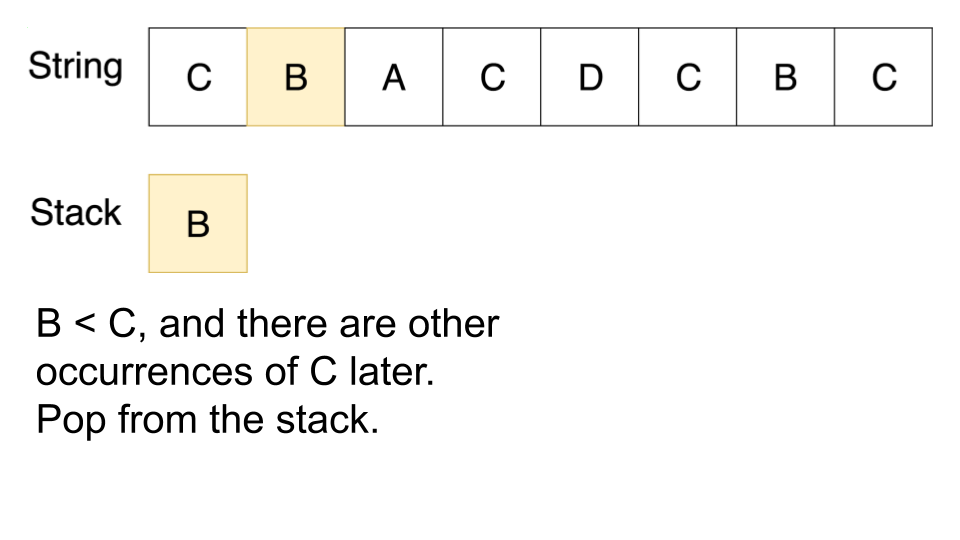 String C B A C D C B C
Stack B
B < C, and there are other
occurrences of C later.
Pop from the stack.